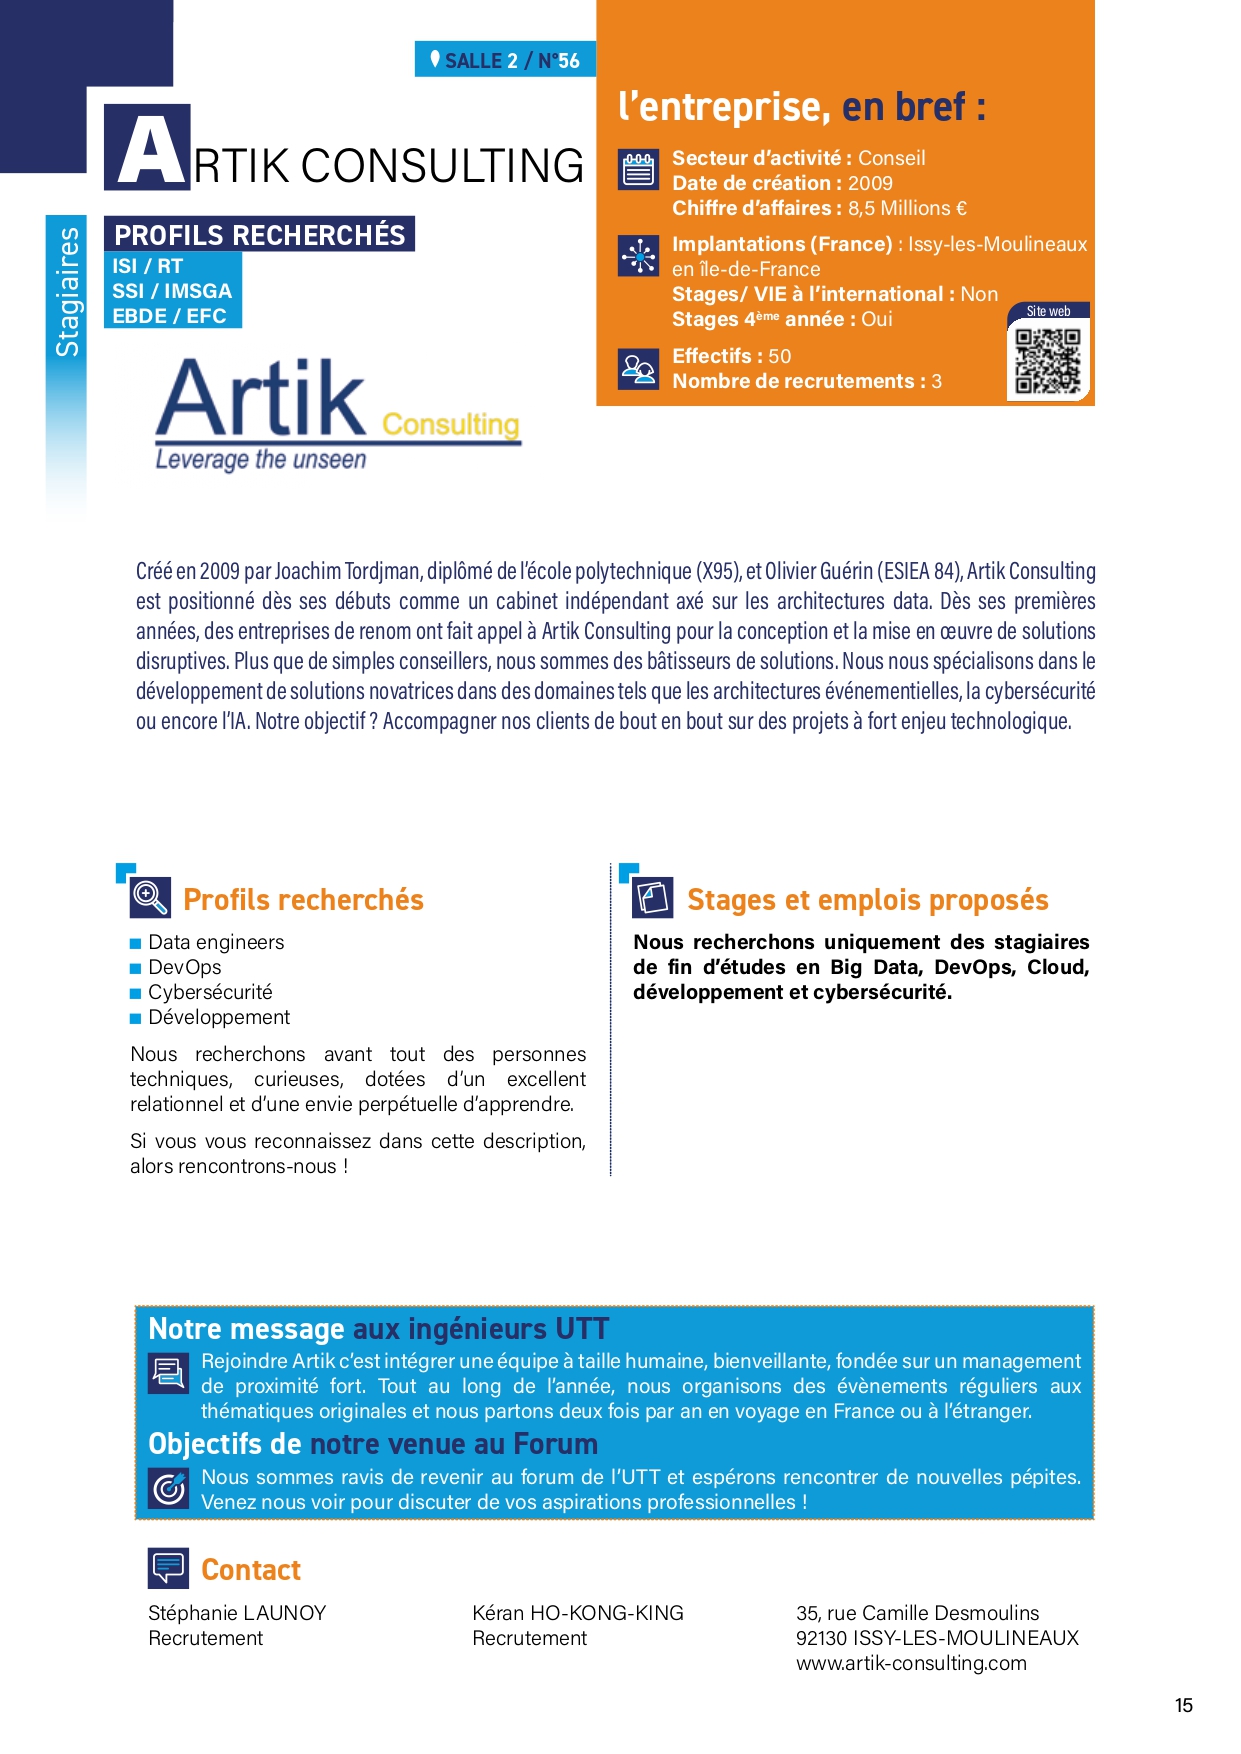 SALLE 2 / N°56
ARTIK CONSULTING
Stagiaires
PROFILS RECHERCHÉS
ISI / RT
SSI / IMSGA
EBDE / EFC
Artik Consulting
Leverage the unseen
l'entreprise, en bref :
Secteur d'activité : Conseil
Date de création : 2009
Chiffre d'affaires : 8,5 Millions €
Implantations (France) : Issy-les-Moulineaux
en île-de-France
Stages/ VIE à l'international : Non
Stages 4ème année : Oui
Site web
Effectifs : 50
Nombre de recrutements : 3
Créé en 2009 par Joachim Tordjman, diplômé de l'école polytechnique (X95), et Olivier Guérin (ESIEA 84), Artik Consulting
est positionné dès ses débuts comme un cabinet indépendant axé sur les architectures data. Dès ses premières
années, des entreprises de renom ont fait appel à Artik Consulting pour la conception et la mise en œuvre de solutions
disruptives. Plus que de simples conseillers, nous sommes des bâtisseurs de solutions. Nous nous spécialisons dans le
développement de solutions novatrices dans des domaines tels que les architectures événementielles, la cybersécurité
ou encore l'IA. Notre objectif ? Accompagner nos clients de bout en bout sur des projets à fort enjeu technologique.
Profils recherchés
Data engineers
DevOps
Cybersécurité
Développement
Nous recherchons avant tout des personnes
techniques, curieuses, dotées d'un excellent
relationnel et d'une envie perpétuelle d'apprendre.
Si vous vous reconnaissez dans cette description,
alors rencontrons-nous !
Stages et emplois proposés
Nous recherchons uniquement des stagiaires
de fin d'études en Big Data, DevOps, Cloud,
développement et cybersécurité.
Notre message aux ingénieurs UTT
Rejoindre Artik c'est intégrer une équipe à taille humaine, bienveillante, fondée sur un management
de proximité fort. Tout au long de l'année, nous organisons des évènements réguliers aux
thématiques originales et nous partons deux fois par an en voyage en France ou à l'étranger.
Objectifs de notre venue au Forum
Nous sommes ravis de revenir au forum de l'UTT et espérons rencontrer de nouvelles pépites.
Venez nous voir pour discuter de vos aspirations professionnelles !
Contact
Stéphanie LAUNOY
Recrutement
Kéran HO-KONG-KING
Recrutement
35, rue Camille Desmoulins
92130 ISSY-LES-MOULINEAUX
www.artik-consulting.com
15